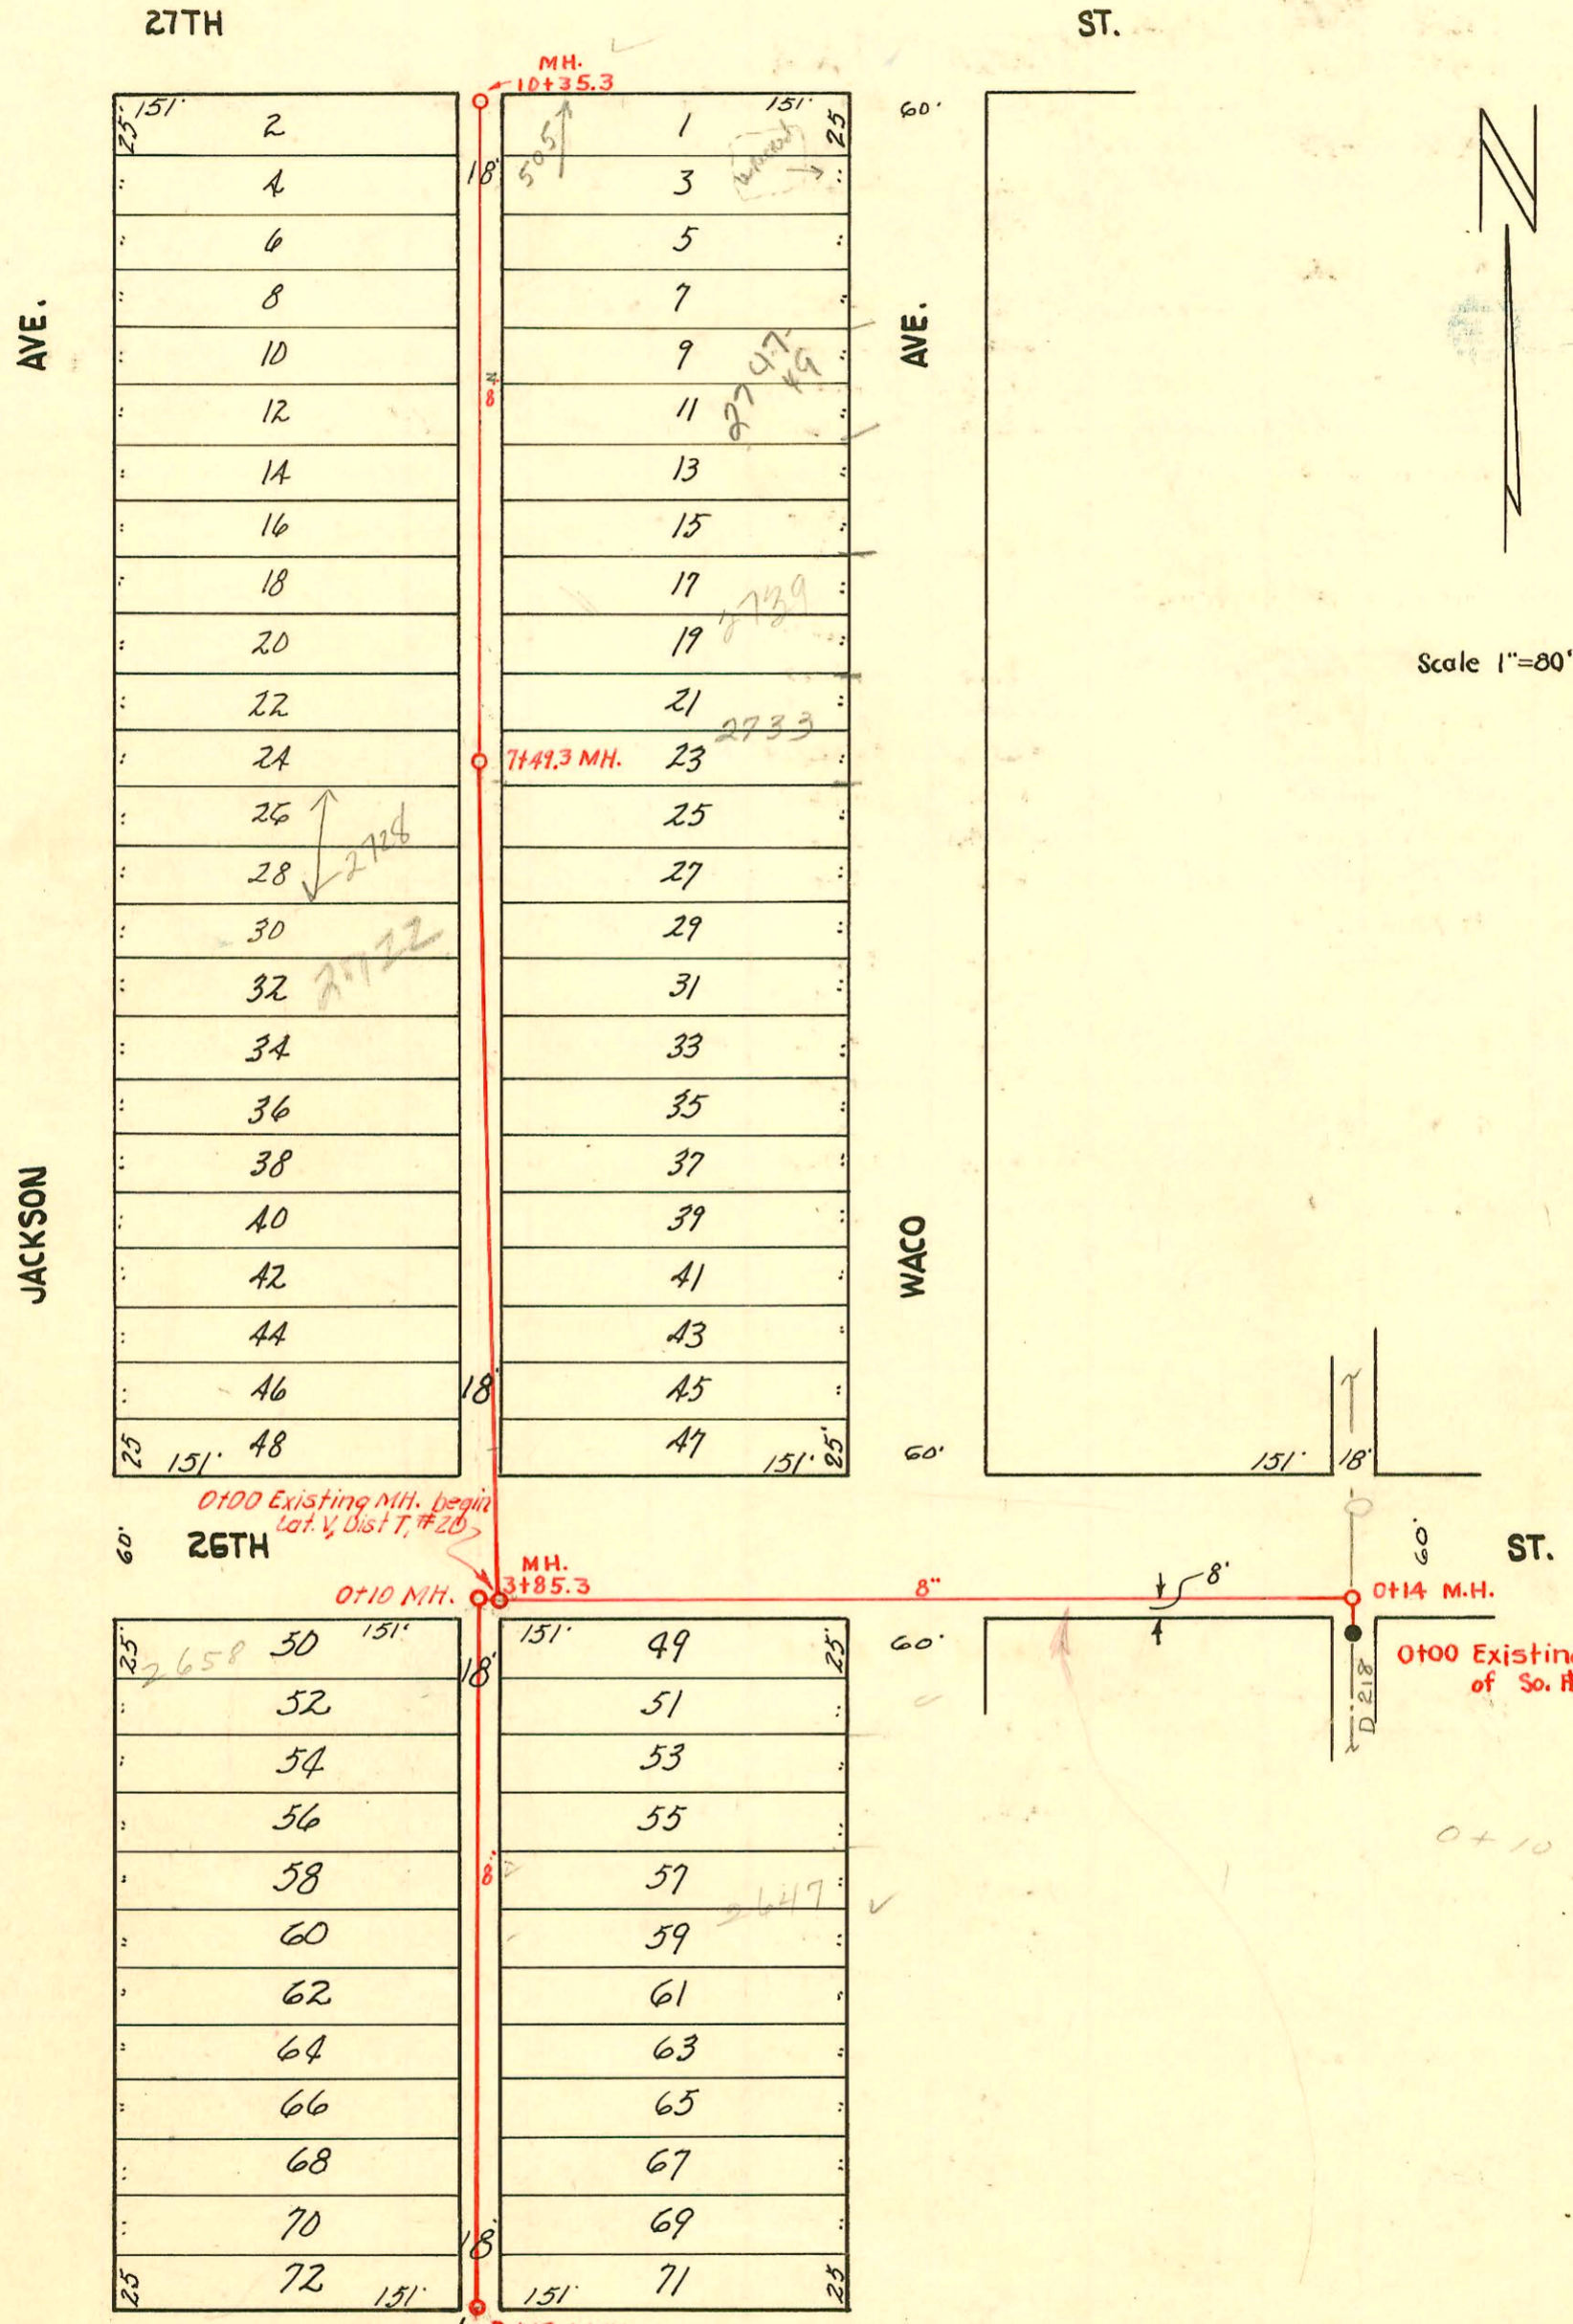 27TH ST.
MH.
10+35.3
151' 2 1 151'
25' 25
60'
18'
505
4 3
6 5
8 7
AVE. AVE.
10 9
2747-
49
8"
12 11
14 13
16 15
18 17
2739
20 19
Scale 1"=80'
22 21
2733
24 7+49.3 MH. 23
26 25
2728
28 27
30 29
2722
32 31
34 33
36 35
38 37
JACKSON WACO
40 39
42 41
44 43
46 18' 45
48 47
25 151' 151' 25'
60' 151' 18'
0+00 Existing MH. begin
Lat. V, Dist T, #20
60' 26TH 60' ST.
MH.
0+10 MH. 3+85.3 8" 8' 0+14 M.H.
25' 50 151' 151' 49 25' 60'
2658 18'
0+00 Existing
of So.
D 218
52 51
54 53
56 55
0+10
58 8" 57
2647
60 59
62 61
64 63
66 65
68 67
70 18' 69
72 71
25 151' 151' 25